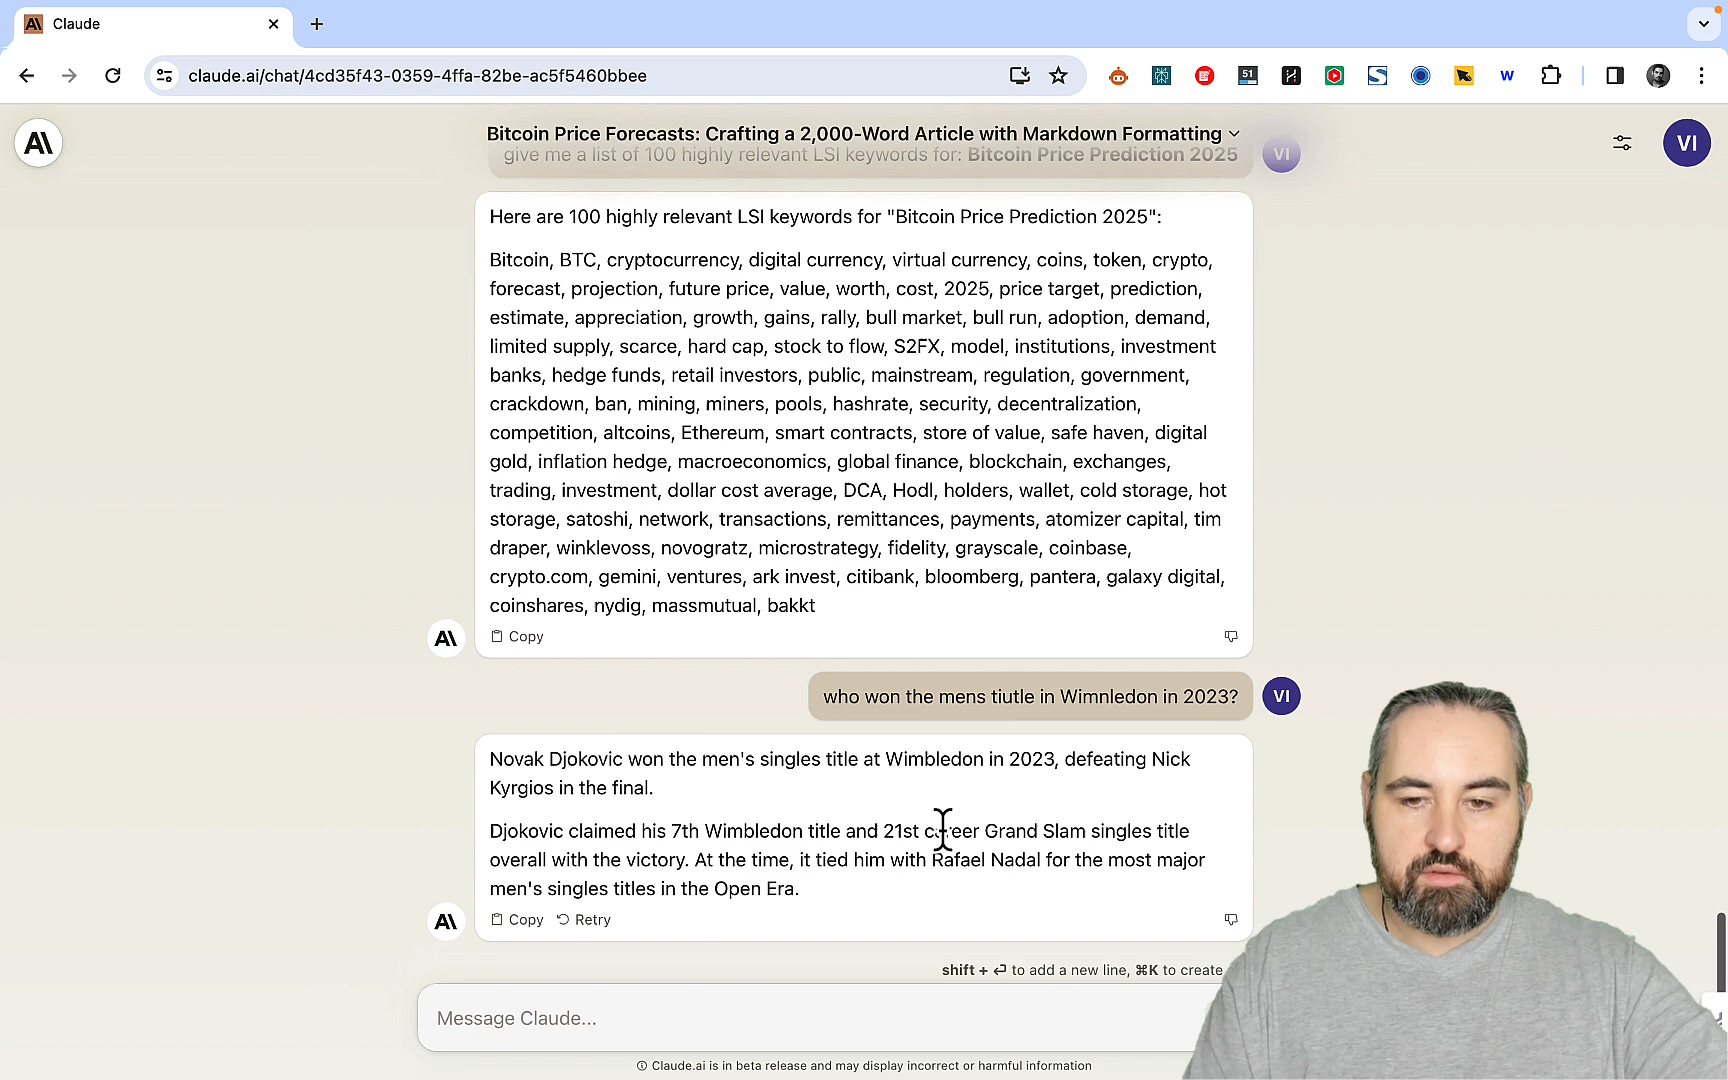 Claude
claude.ai/chat/4cd35f43-0359-4ffa-82be-ac5f5460bbee
51
W
Bitcoin Price Forecasts: Crafting a 2,000-Word Article with Markdown Formatting
VI
give me a list of 100 highly relevant LSI keywords for: Bitcoin Price Prediction 2025
VI
Here are 100 highly relevant LSI keywords for "Bitcoin Price Prediction 2025":
Bitcoin, BTC, cryptocurrency, digital currency, virtual currency, coins, token, crypto,
forecast, projection, future price, value, worth, cost, 2025, price target, prediction,
estimate, appreciation, growth, gains, rally, bull market, bull run, adoption, demand,
limited supply, scarce, hard cap, stock to flow, S2FX, model, institutions, investment
banks, hedge funds, retail investors, public, mainstream, regulation, government,
crackdown, ban, mining, miners, pools, hashrate, security, decentralization,
competition, altcoins, Ethereum, smart contracts, store of value, safe haven, digital
gold, inflation hedge, macroeconomics, global finance, blockchain, exchanges,
trading, investment, dollar cost average, DCA, Hodl, holders, wallet, cold storage, hot
storage, satoshi, network, transactions, remittances, payments, atomizer capital, tim
draper, winklevoss, novogratz, microstrategy, fidelity, grayscale, coinbase,
crypto.com, gemini, ventures, ark invest, citibank, bloomberg, pantera, galaxy digital,
coinshares, nydig, massmutual, bakkt
Copy
who won the mens tiutle in Wimnledon in 2023?
VI
Novak Djokovic won the men's singles title at Wimbledon in 2023, defeating Nick
Kyrgios in the final.
Djokovic claimed his 7th Wimbledon title and 21st career Grand Slam singles title
overall with the victory. At the time, it tied him with Rafael Nadal for the most major
men's singles titles in the Open Era.
Copy Retry
shift + ⏎ to add a new line, ⌘K to create
Message Claude...
Claude.ai is in beta release and may display incorrect or harmful information